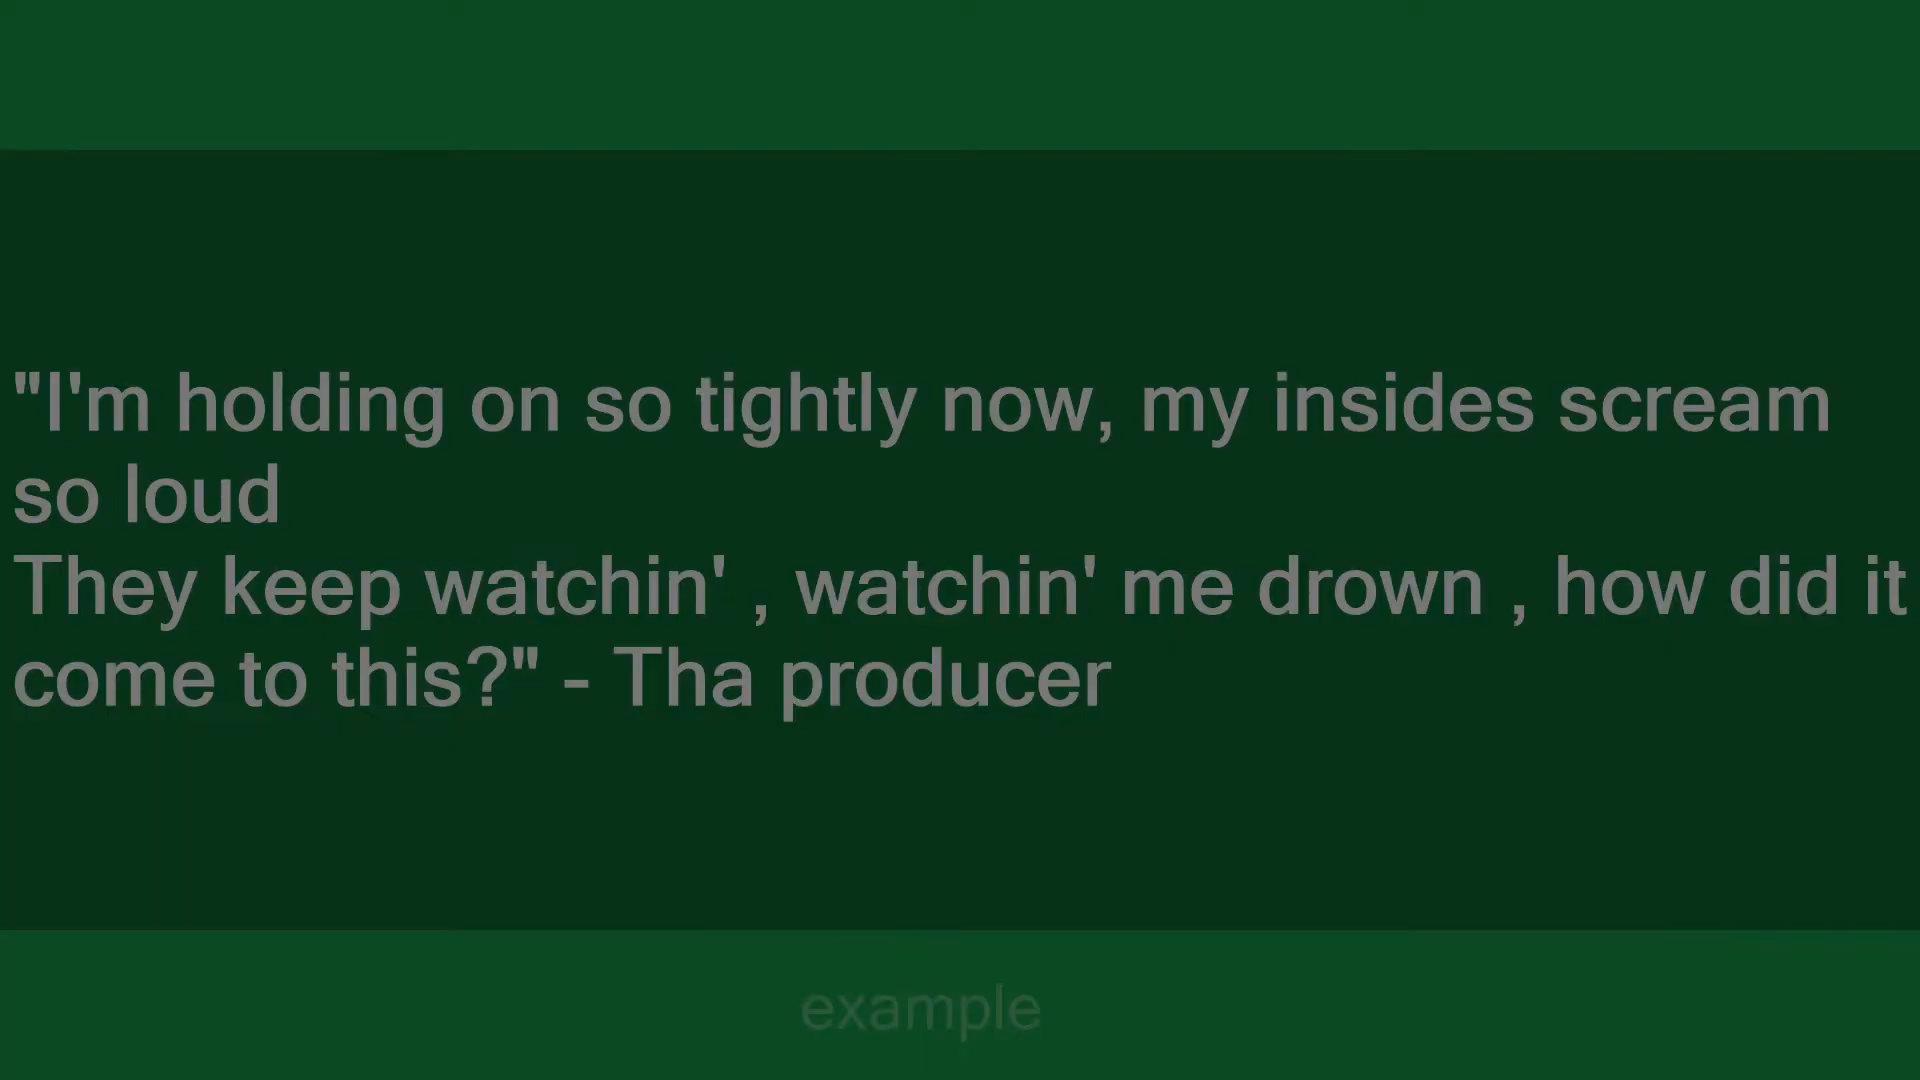 "I'm holding on so tightly now, my insides scream
so loud
They keep watchin' , watchin' me drown , how did it
come to this?" - Tha producer
example